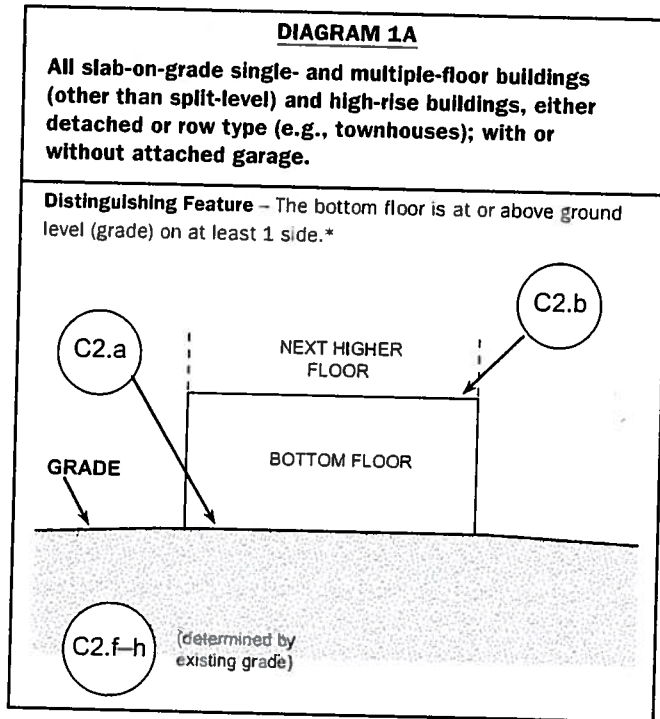 DIAGRAM 1A
All slab-on-grade single- and multiple-floor buildings
(other than split-level) and high-rise buildings, either
detached or row type (e.g., townhouses); with or
without attached garage.
Distinguishing Feature – The bottom floor is at or above ground
level (grade) on at least 1 side.*
C2.b
C2.a
NEXT HIGHER
FLOOR
BOTTOM FLOOR
GRADE
C2.f–h
(determined by
existing grade)